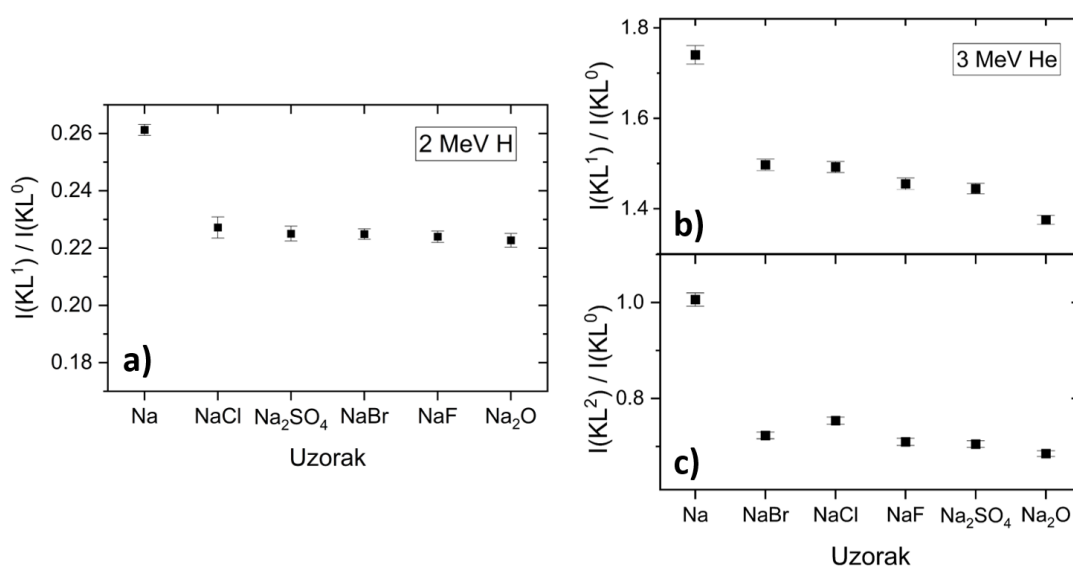 I(KL¹) / I(KL⁰)
0.26
0.24
0.22
0.20
0.18
2 MeV H
a)
Na NaCl Na₂SO₄ NaBr NaF Na₂O
Uzorak
I(KL¹) / I(KL⁰)
1.8
1.6
1.4
3 MeV He
b)
I(KL²) / I(KL⁰)
1.0
0.8
c)
Na NaBr NaCl NaF Na₂SO₄ Na₂O
Uzorak